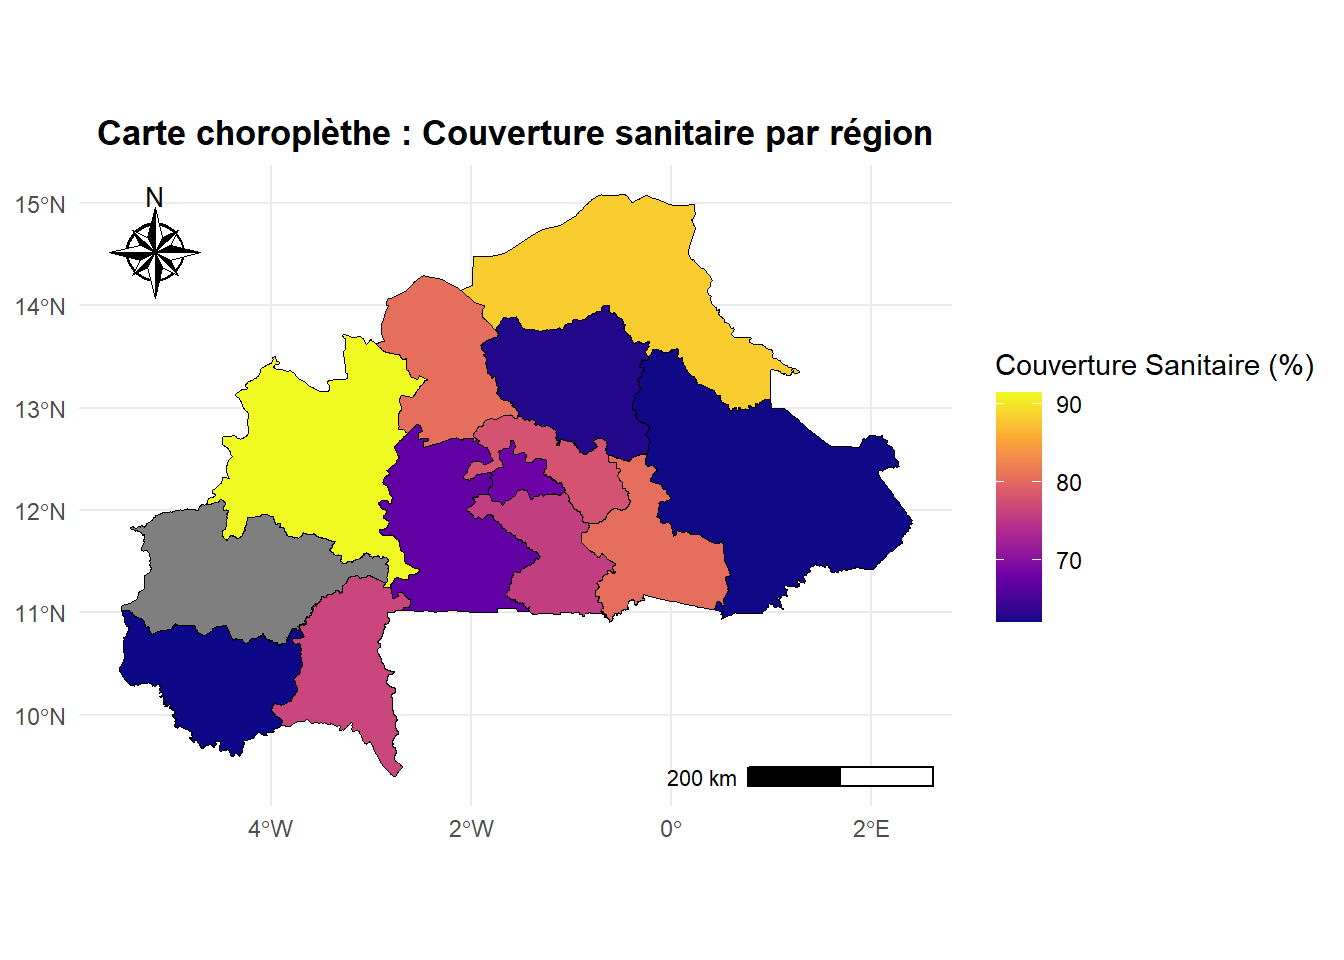 Carte choroplèthe : Couverture sanitaire par région
N
15°N
14°N
13°N
12°N
11°N
10°N
200 km
4°W
2°W
0°
2°E
Couverture Sanitaire (%)
90
80
70